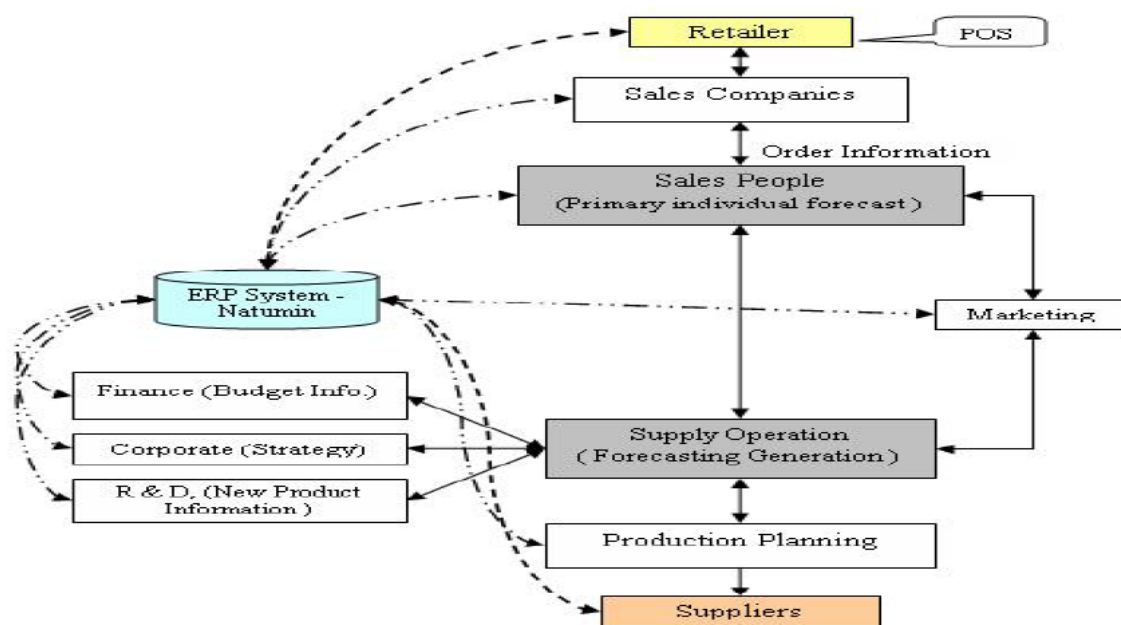 Retailer
POS
Sales Companies
Order Information
Sales People
(Primary individual forecast)
ERP System -
Natumin
Marketing
Finance (Budget Info.)
Supply Operation
( Forecasting Generation )
Corporate (Strategy)
R & D, (New Product
Information )
Production Planning
Suppliers